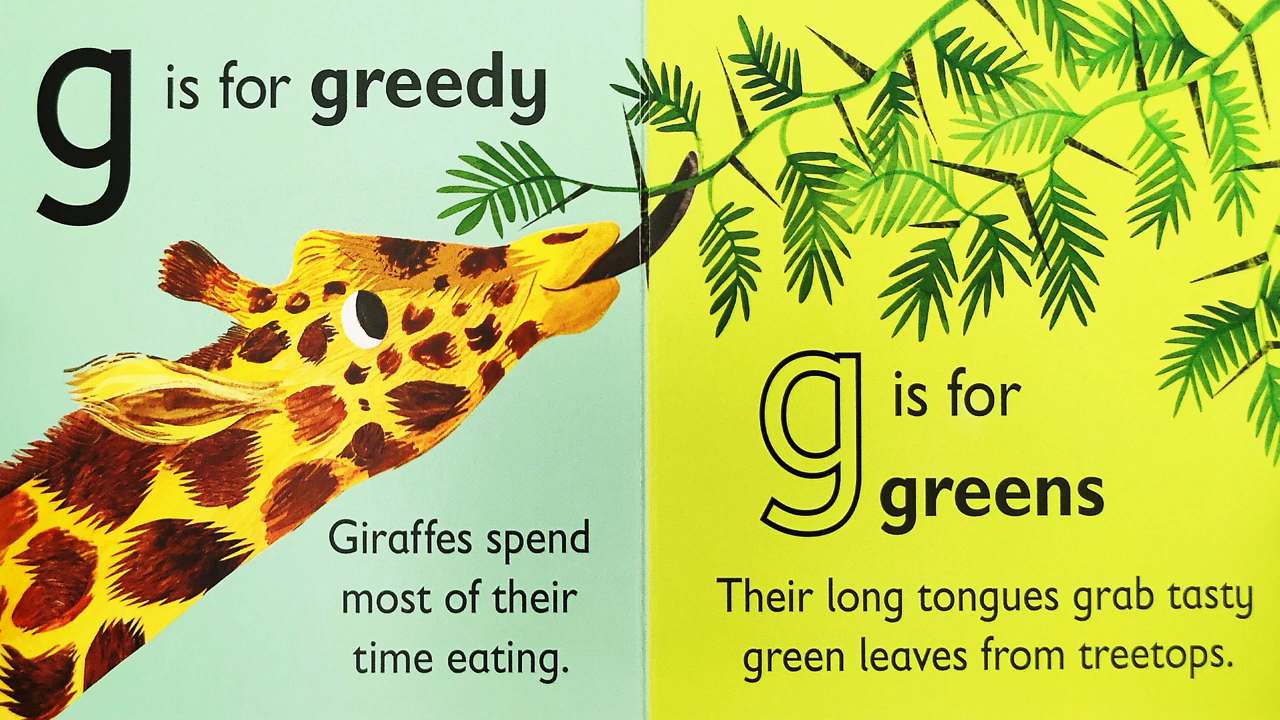 g is for greedy
Giraffes spend
most of their
time eating.
g is for
greens
Their long tongues grab tasty
green leaves from treetops.